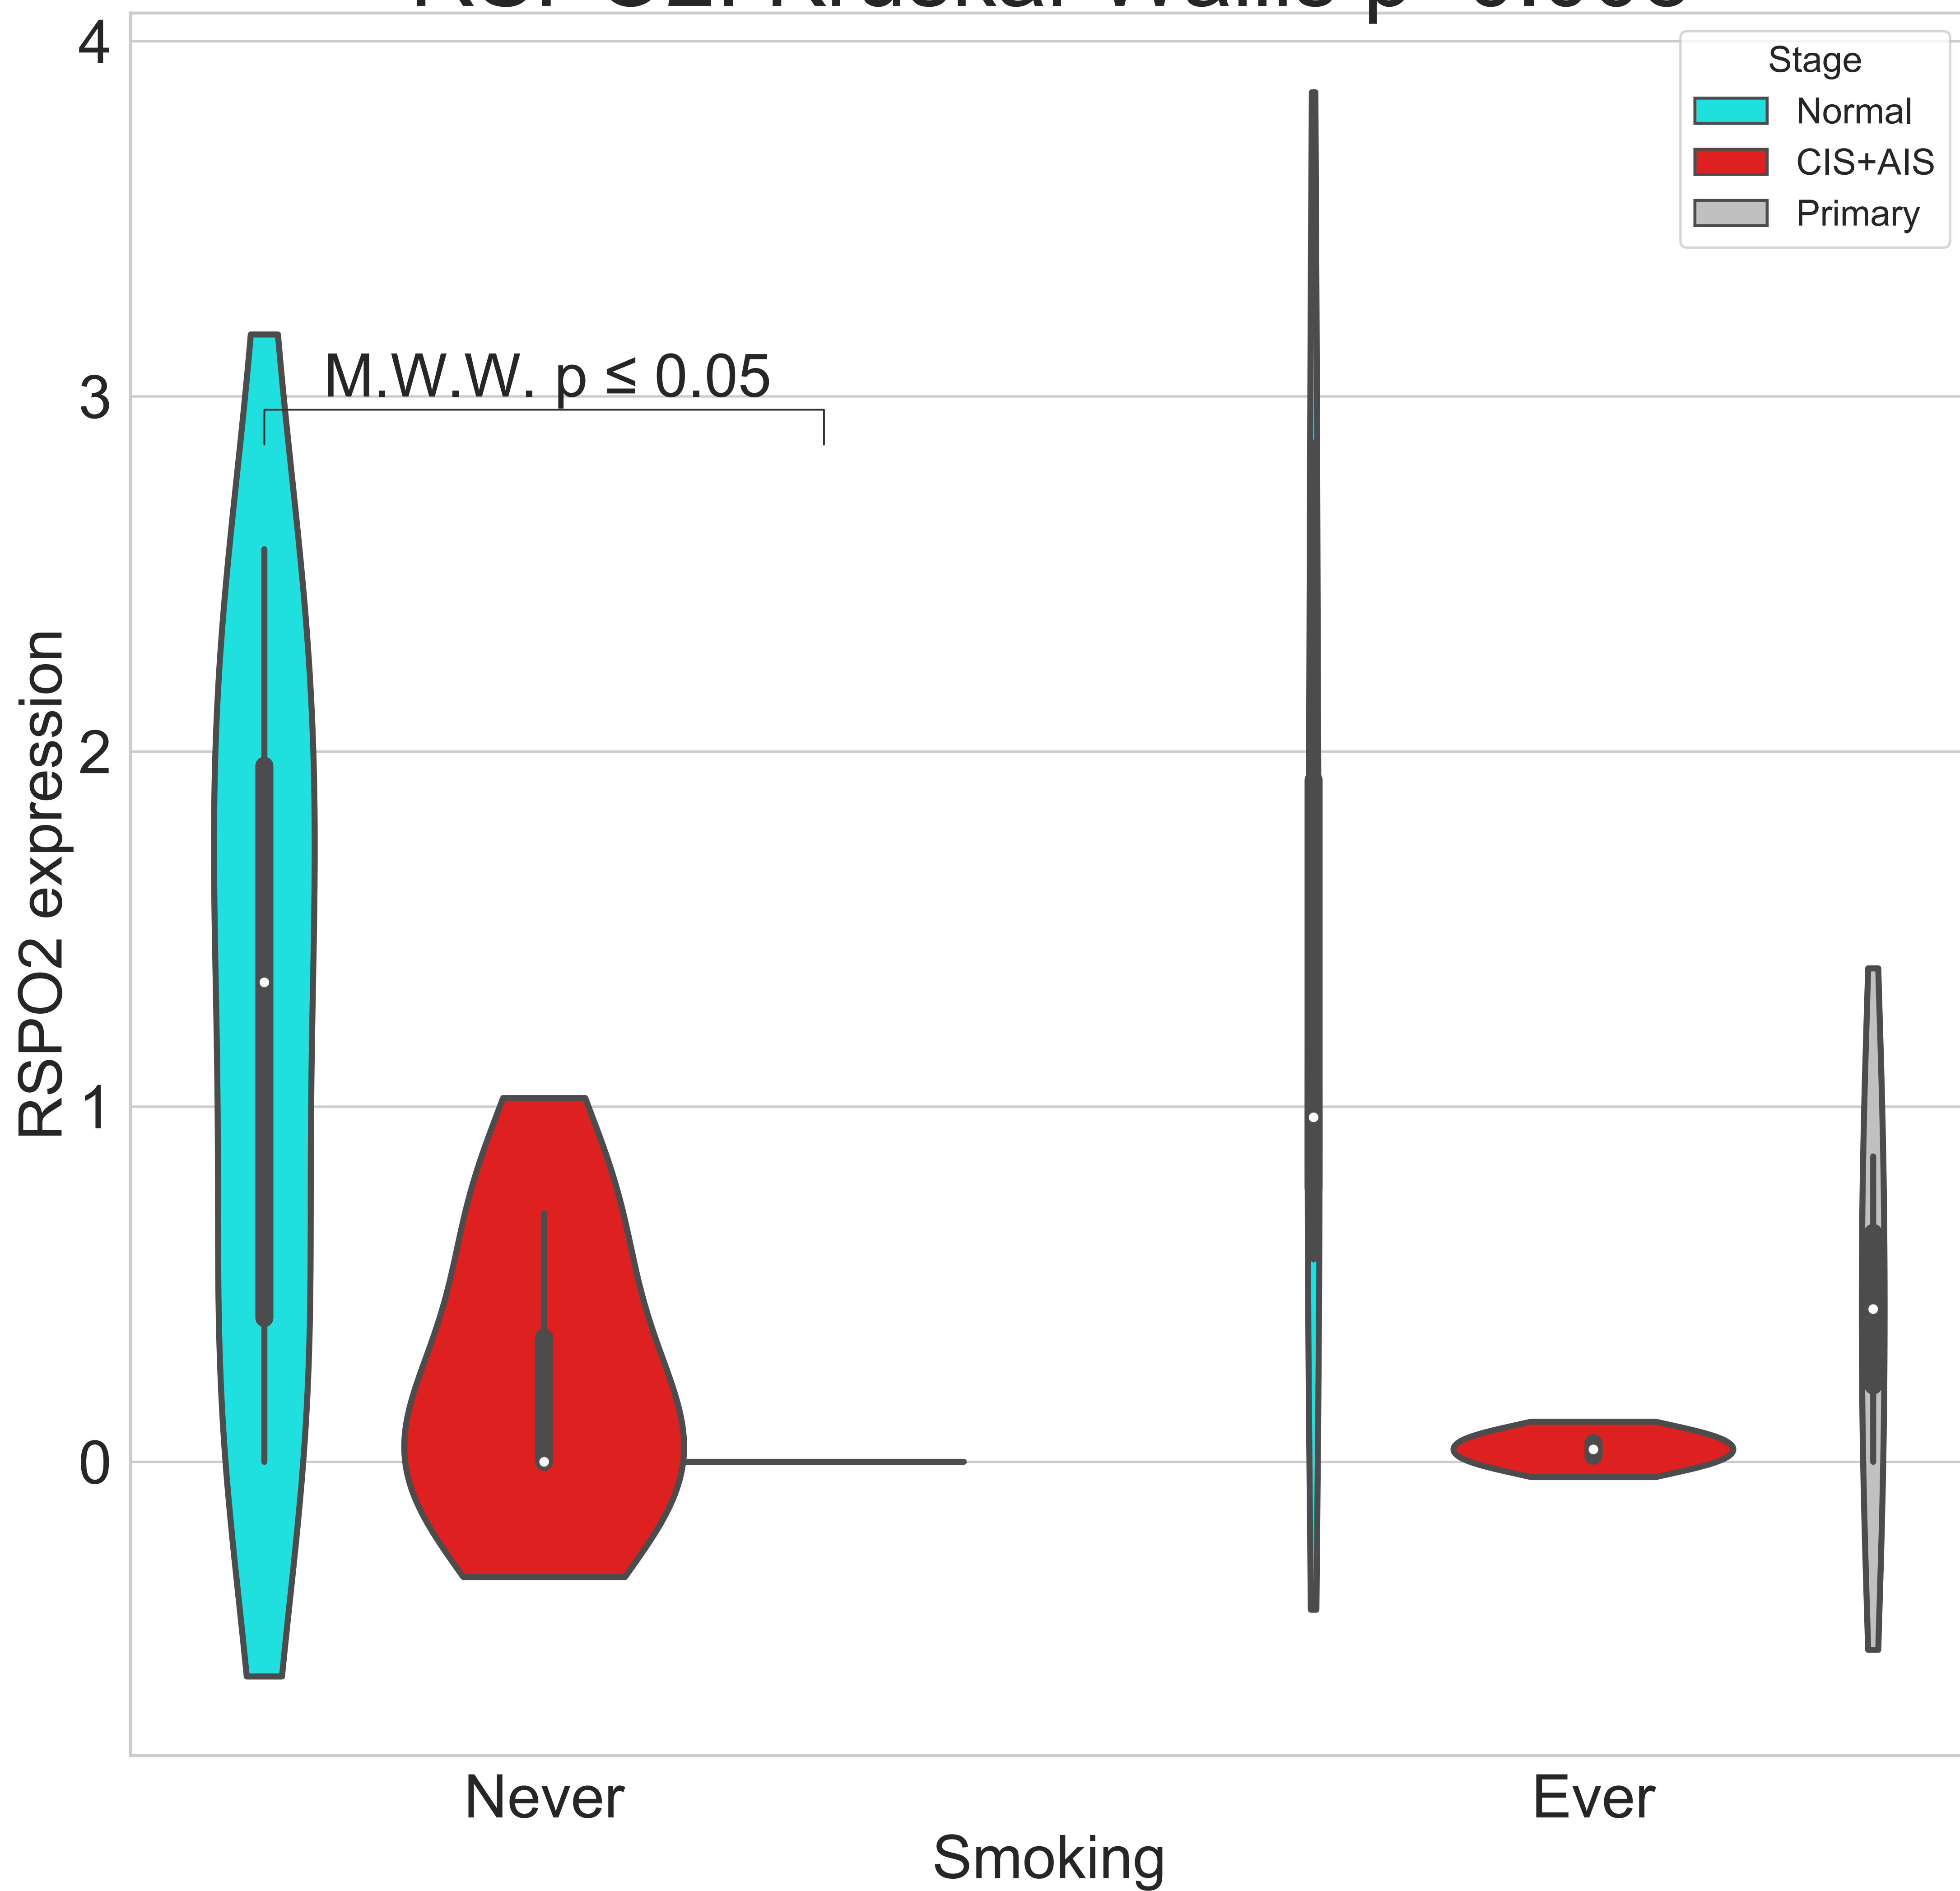 4
Stage
Normal
CIS+AIS
Primary
M.W.W. p ≤ 0.05
3
2
1
0
RSPO2 expression
Never
Ever
Smoking